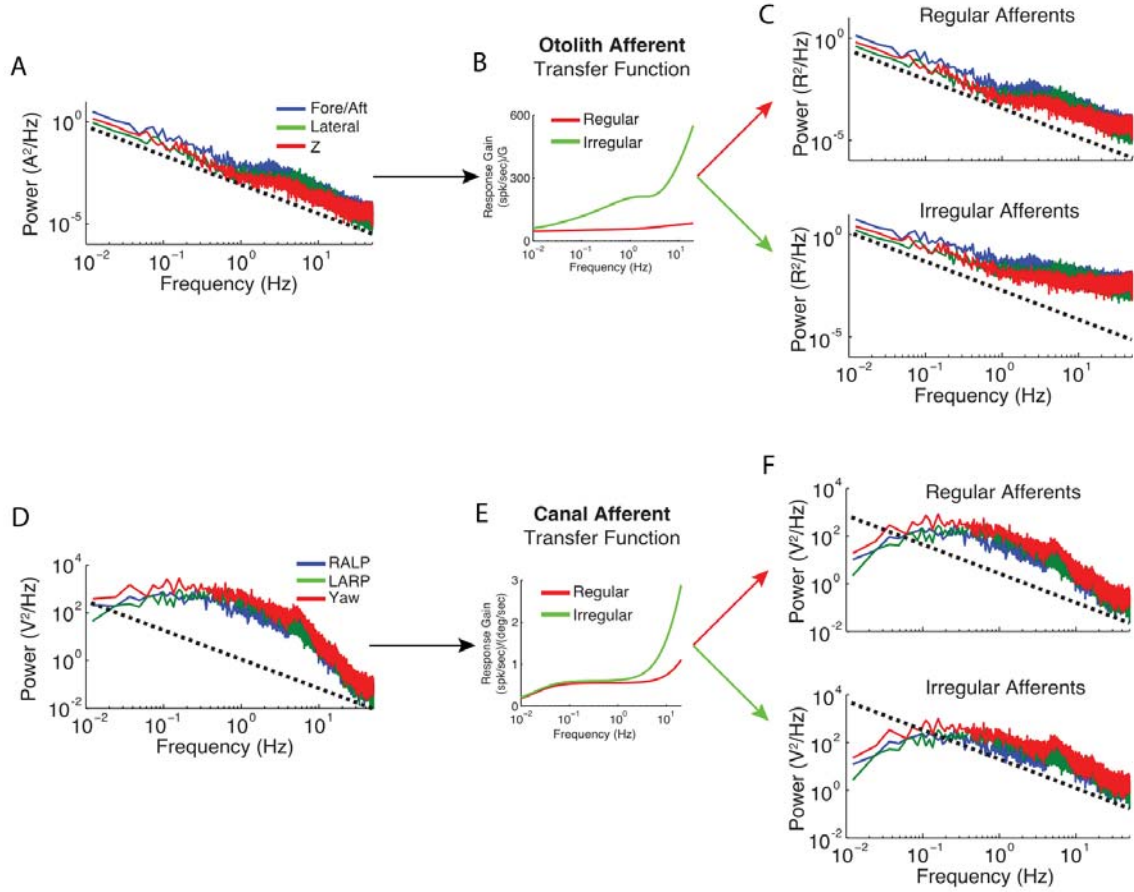 A
Power (A²/Hz)
10⁰
10⁻⁵
Fore/Aft
Lateral
Z
10⁻² 10⁻¹ 10⁰ 10¹
Frequency (Hz)
B
Otolith Afferent
Transfer Function
Response Gain
(spk/sec)/G
600
300
0
Regular
Irregular
10⁻² 10⁻¹ 10⁰ 10¹
Frequency (Hz)
C
Regular Afferents
Power (R²/Hz)
10⁰
10⁻⁵
Irregular Afferents
Power (R²/Hz)
10⁰
10⁻⁵
10⁻² 10⁻¹ 10⁰ 10¹
Frequency (Hz)
D
Power (V²/Hz)
10⁴
10²
10⁰
10⁻²
RALP
LARP
Yaw
10⁻² 10⁻¹ 10⁰ 10¹
Frequency (Hz)
E
Canal Afferent
Transfer Function
Response Gain
(spk/sec)/(deg/sec)
3
2
1
0
Regular
Irregular
10⁻² 10⁻¹ 10⁰ 10¹
Frequency (Hz)
F
Regular Afferents
Power (V²/Hz)
10⁴
10²
10⁰
10⁻²
Irregular Afferents
Power (V²/Hz)
10⁴
10²
10⁰
10⁻²
10⁻² 10⁻¹ 10⁰ 10¹
Frequency (Hz)